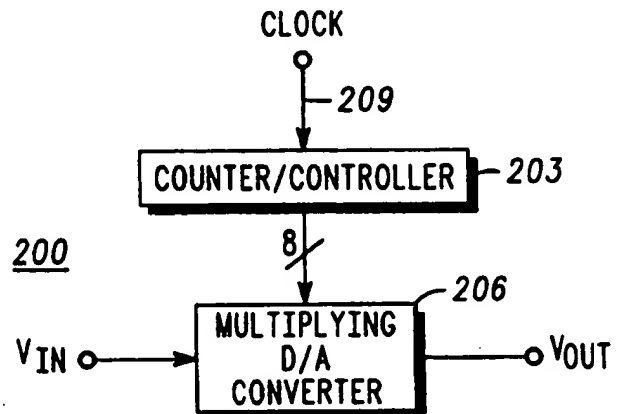 CLOCK
209
COUNTER/CONTROLLER
203
8
200
206
MULTIPLYING
D/A
CONVERTER
VIN
VOUT